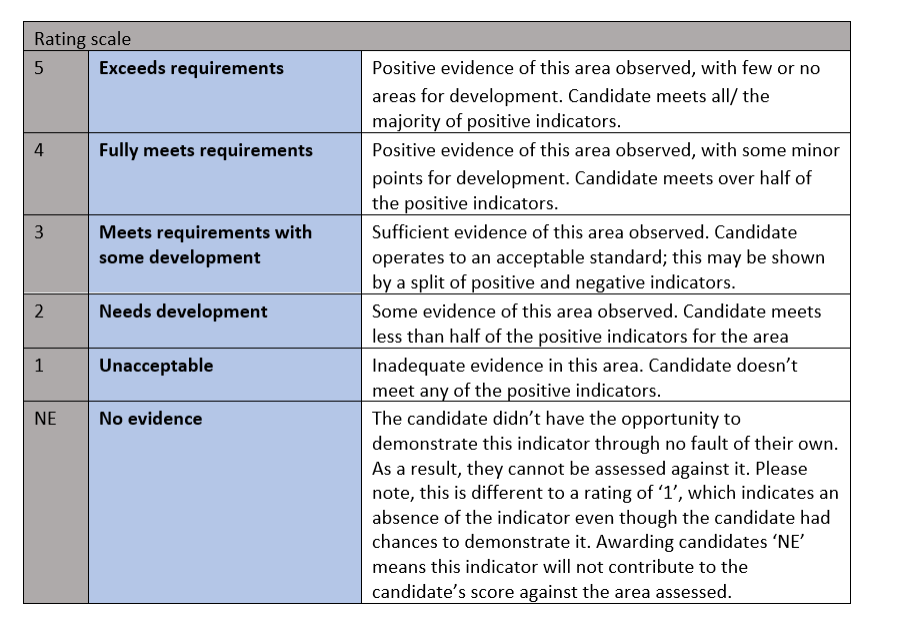 Rating scale
5 Exceeds requirements Positive evidence of this area observed, with few or no
areas for development. Candidate meets all/ the
majority of positive indicators.
4 Fully meets requirements Positive evidence of this area observed, with some minor
points for development. Candidate meets over half of
the positive indicators.
3 Meets requirements with Sufficient evidence of this area observed. Candidate
some development operates to an acceptable standard; this may be shown
by a split of positive and negative indicators.
2 Needs development Some evidence of this area observed. Candidate meets
less than half of the positive indicators for the area
1 Unacceptable Inadequate evidence in this area. Candidate doesn’t
meet any of the positive indicators.
NE No evidence The candidate didn’t have the opportunity to
demonstrate this indicator through no fault of their own.
As a result, they cannot be assessed against it. Please
note, this is different to a rating of ‘1’, which indicates an
absence of the indicator even though the candidate had
chances to demonstrate it. Awarding candidates ‘NE’
means this indicator will not contribute to the
candidate’s score against the area assessed.